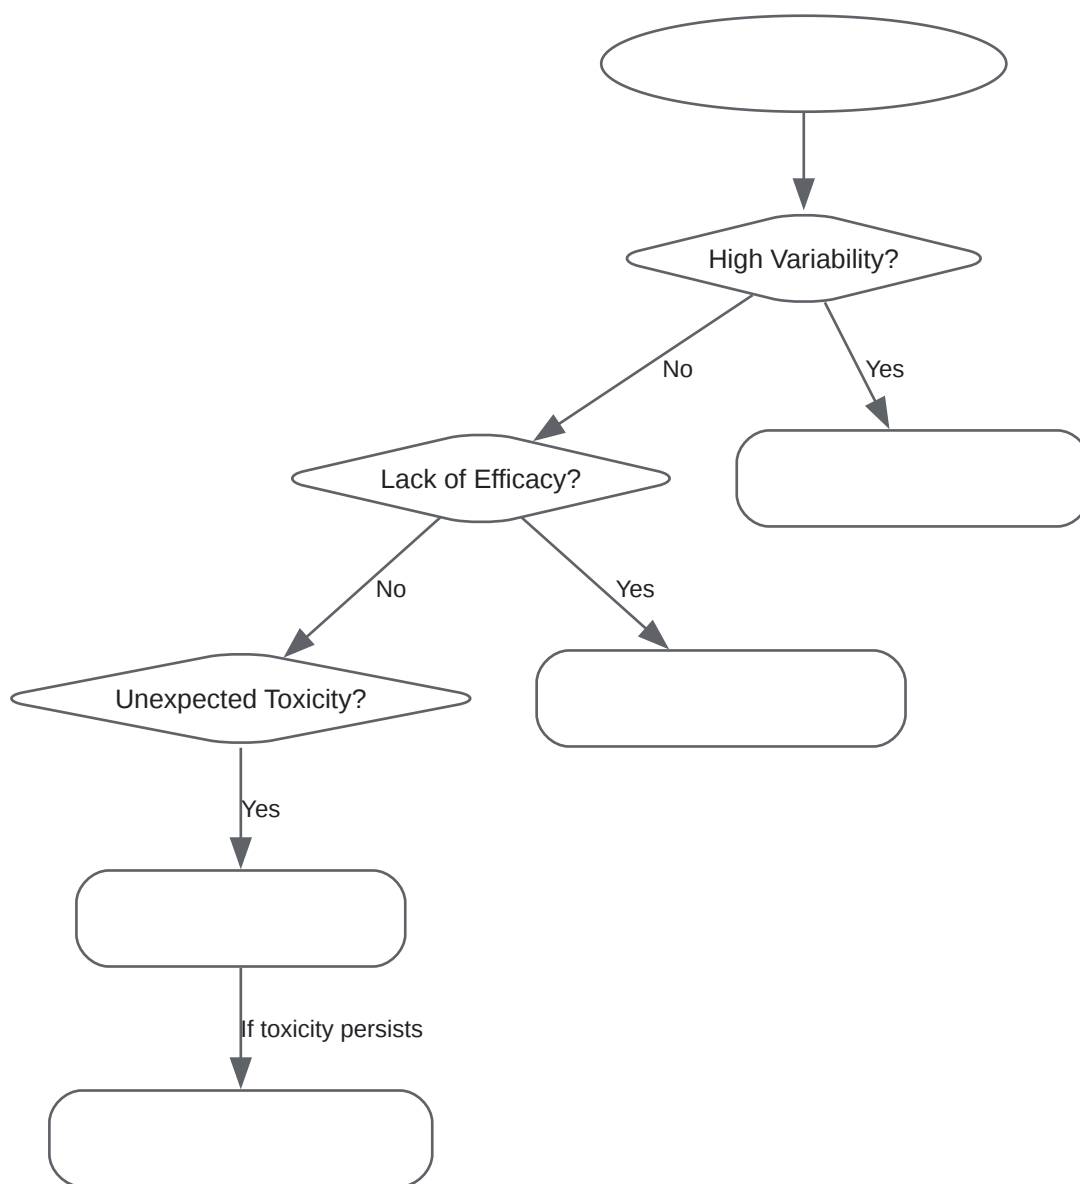 High Variability?
No
Yes
Lack of Efficacy?
No
Yes
Unexpected Toxicity?
Yes
If toxicity persists